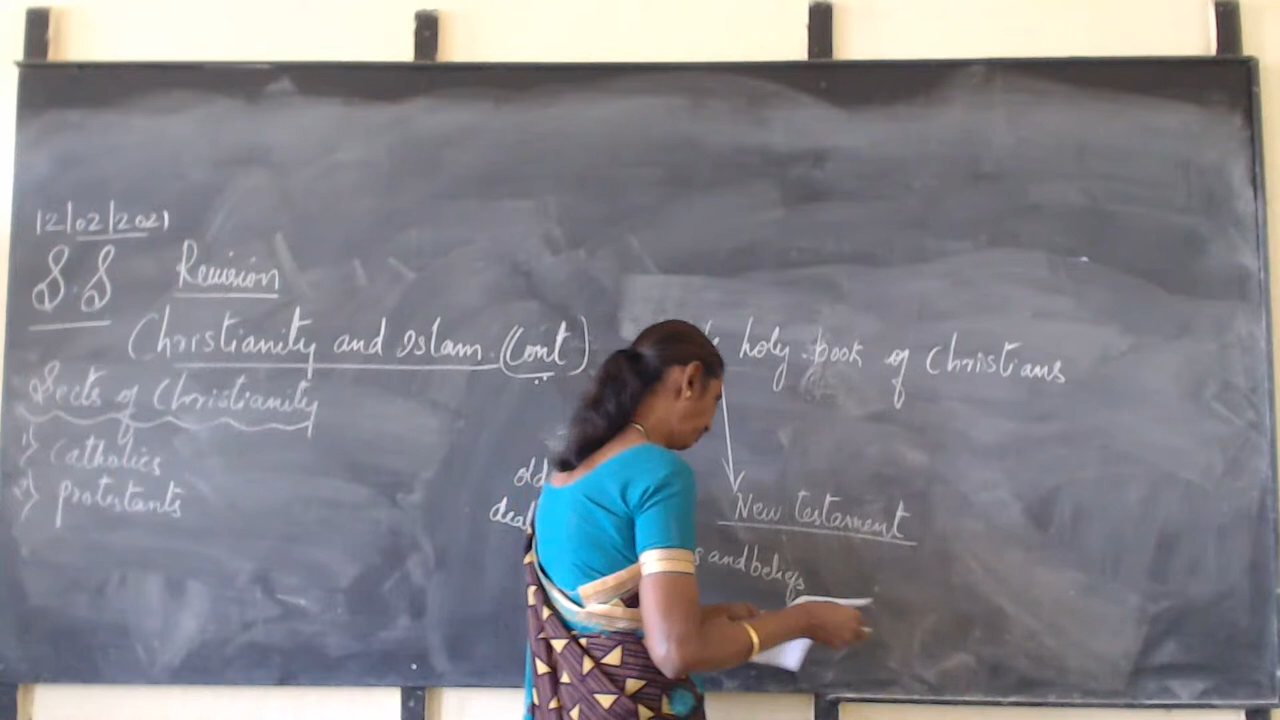 12/02/2021
S.S Revision
Christianity and Islam (Cont)
Sects of Christianity
1) Catholics
2) protestants
holy book of Christians
old
New testament
deal
and beliefs